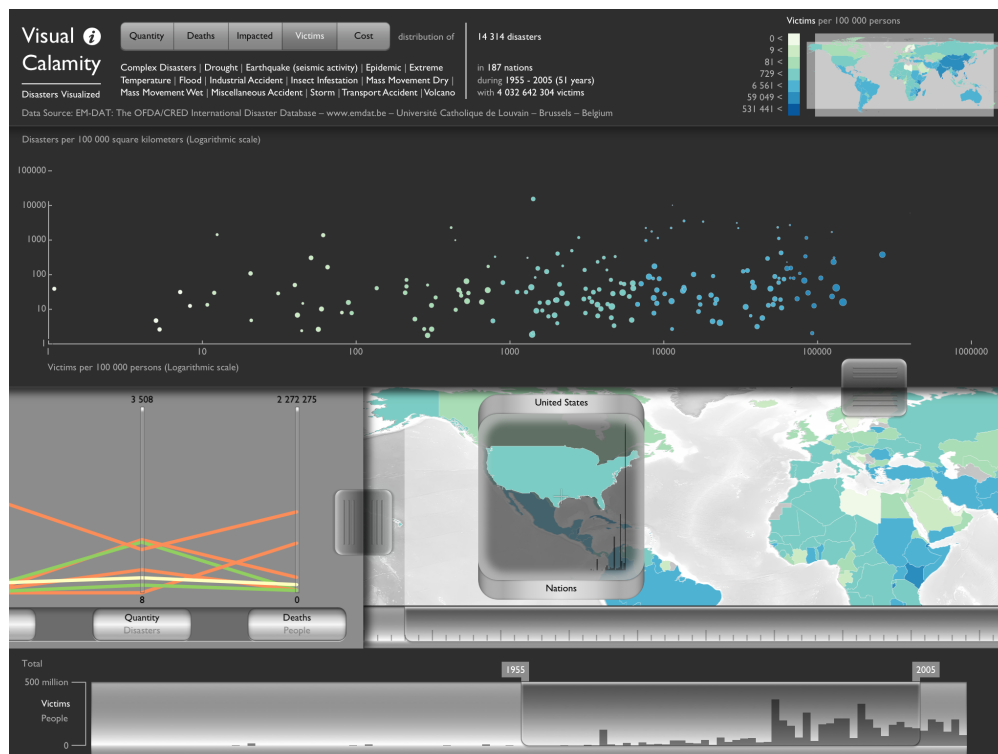 Visual i
Calamity
Disasters Visualized
Quantity Deaths Impacted Victims Cost distribution of
Complex Disasters | Drought | Earthquake (seismic activity) | Epidemic | Extreme
Temperature | Flood | Industrial Accident | Insect Infestation | Mass Movement Dry |
Mass Movement Wet | Miscellaneous Accident | Storm | Transport Accident | Volcano
14 314 disasters
in 187 nations
during 1955 - 2005 (51 years)
with 4 032 642 304 victims
Data Source: EM-DAT: The OFDA/CRED International Disaster Database – www.emdat.be – Université Catholique de Louvain – Brussels – Belgium
Victims per 100 000 persons
0 <
9 <
81 <
729 <
6 561 <
59 049 <
531 441 <
Disasters per 100 000 square kilometers (Logarithmic scale)
100000
10000
1000
100
10
1
1 10 100 1000 10000 100000 1000000
Victims per 100 000 persons (Logarithmic scale)
3 508 2 272 275
8 0
Quantity
Disasters
Deaths
People
United States
Nations
Total
1955 2005
500 million
Victims
People
0